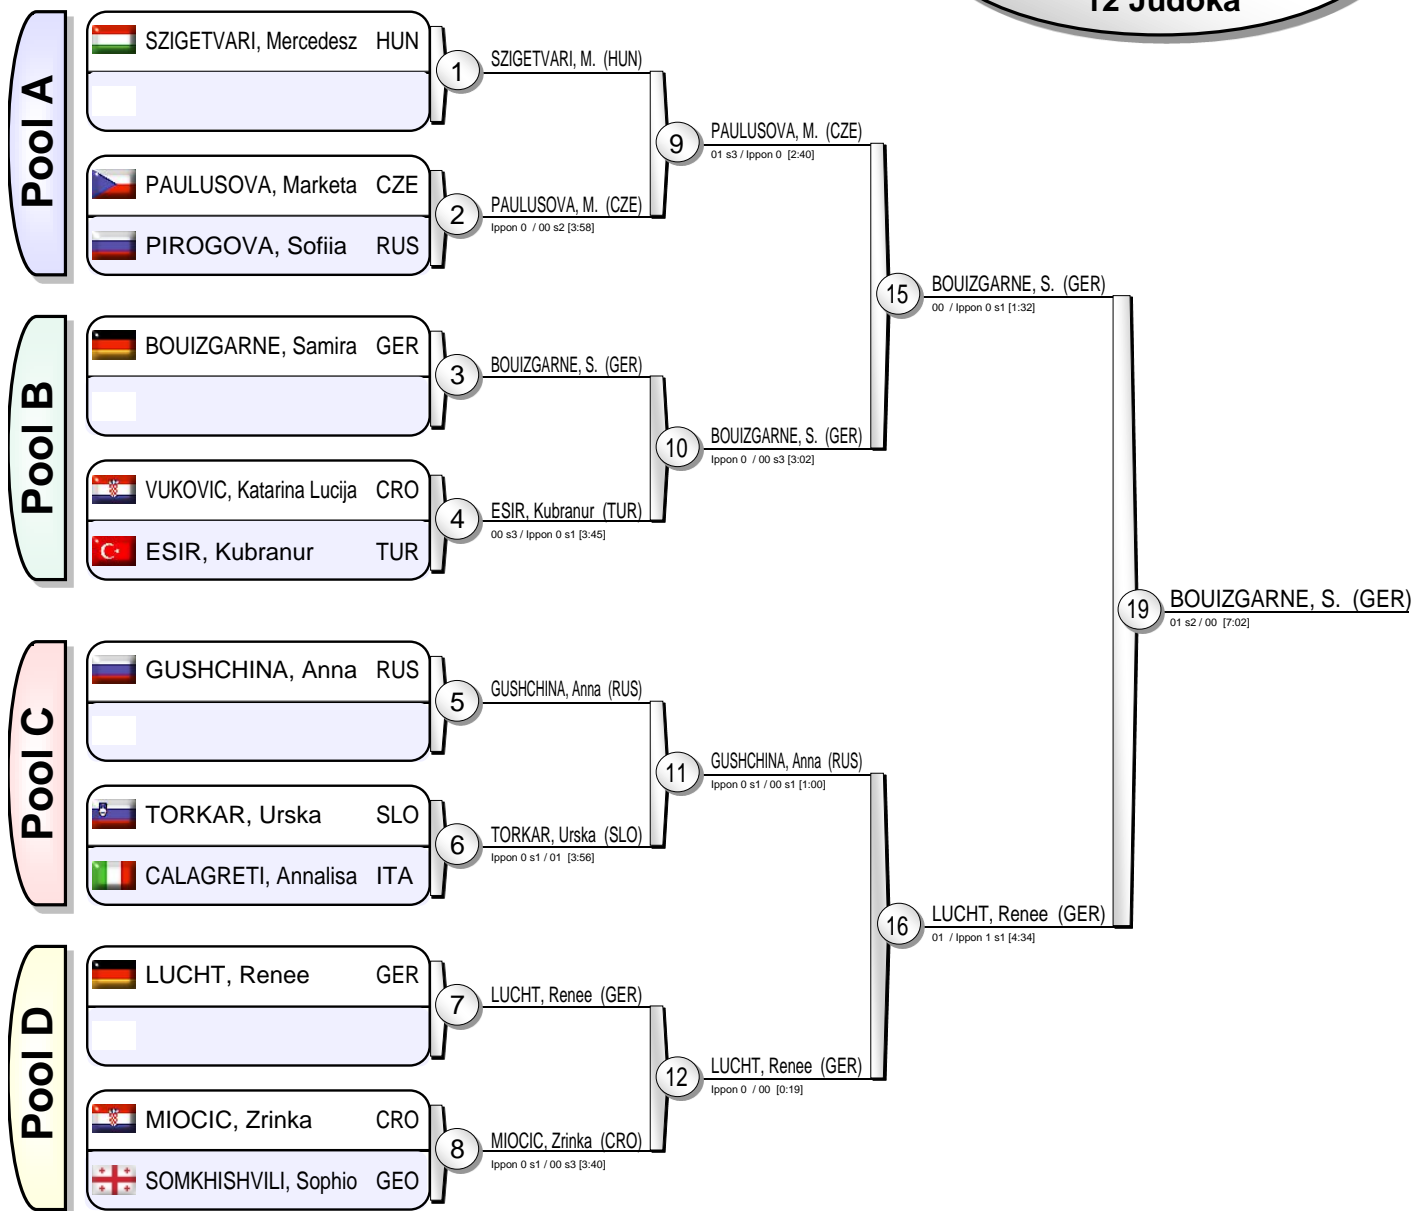 12 Judoka
Pool A
SZIGETVARI, Mercedesz HUN
1
SZIGETVARI, M. (HUN)
PAULUSOVA, Marketa CZE
PIROGOVA, Sofiia RUS
2
PAULUSOVA, M. (CZE)
Ippon 0 / 00 s2 [3:58]
9
PAULUSOVA, M. (CZE)
01 s3 / Ippon 0 [2:40]
Pool B
BOUIZGARNE, Samira GER
3
BOUIZGARNE, S. (GER)
VUKOVIC, Katarina Lucija CRO
ESIR, Kubranur TUR
4
ESIR, Kubranur (TUR)
00 s3 / Ippon 0 s1 [3:45]
10
BOUIZGARNE, S. (GER)
Ippon 0 / 00 s3 [3:02]
15
BOUIZGARNE, S. (GER)
00 / Ippon 0 s1 [1:32]
Pool C
GUSHCHINA, Anna RUS
5
GUSHCHINA, Anna (RUS)
TORKAR, Urska SLO
CALAGRETI, Annalisa ITA
6
TORKAR, Urska (SLO)
Ippon 0 s1 / 01 [3:56]
11
GUSHCHINA, Anna (RUS)
Ippon 0 s1 / 00 s1 [1:00]
Pool D
LUCHT, Renee GER
7
LUCHT, Renee (GER)
MIOCIC, Zrinka CRO
SOMKHISHVILI, Sophio GEO
8
MIOCIC, Zrinka (CRO)
Ippon 0 s1 / 00 s3 [3:40]
12
LUCHT, Renee (GER)
Ippon 0 / 00 [0:19]
16
LUCHT, Renee (GER)
01 / Ippon 1 s1 [4:34]
19
BOUIZGARNE, S. (GER)
01 s2 / 00 [7:02]